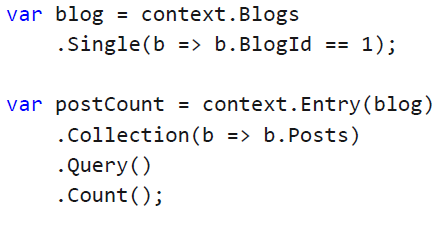 var blog = context.Blogs
    .Single(b => b.BlogId == 1);

var postCount = context.Entry(blog)
    .Collection(b => b.Posts)
    .Query()
    .Count();